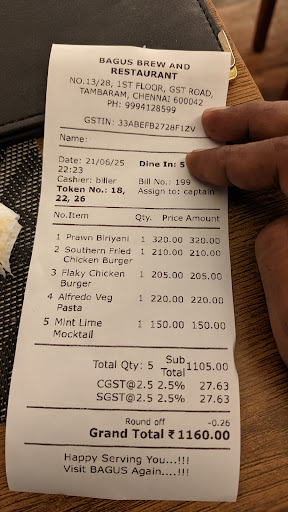 BAGUS BREW AND
RESTAURANT
NO.13/28, 1ST FLOOR, GST ROAD,
TAMBARAM, CHENNAI 600042
PH: 9994128599
GSTIN: 33ABEFB2728F1ZV
Name:
Date: 21/06/25 Dine In: 5
22:23
Cashier: biller Bill No.: 199
Token No.: 18, Assign to: captain
22, 26
No.Item Qty. Price Amount
1 Prawn Biriyani 1 320.00 320.00
2 Southern Fried 1 210.00 210.00
Chicken Burger
3 Flaky Chicken 1 205.00 205.00
Burger
4 Alfredo Veg 1 220.00 220.00
Pasta
5 Mint Lime 1 150.00 150.00
Mocktail
Total Qty: 5 Sub 1105.00
Total
CGST@2.5 2.5% 27.63
SGST@2.5 2.5% 27.63
Round off -0.26
Grand Total ₹ 1160.00
Happy Serving You...!!!
Visit BAGUS Again....!!!